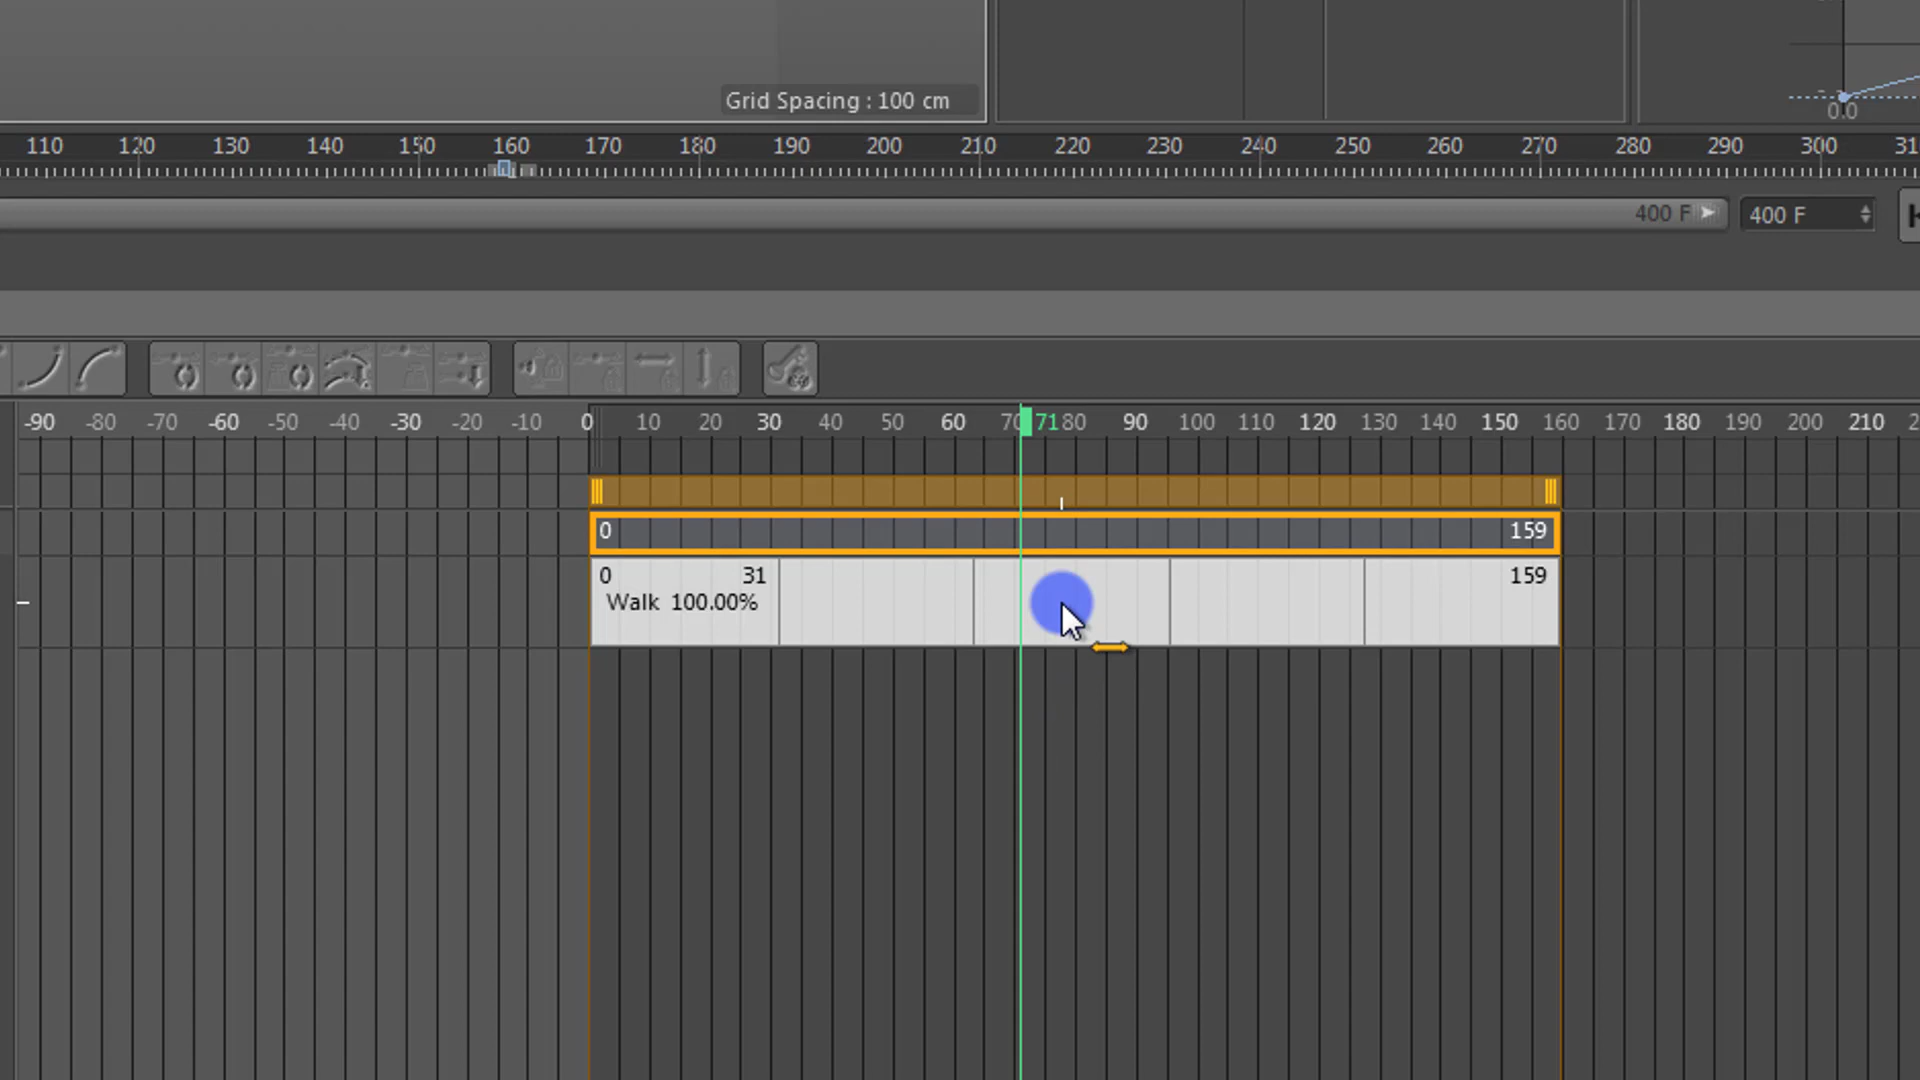 Grid Spacing : 100 cm
0.0
110 120 130 140 150 160 170 180 190 200 210 220 230 240 250 260 270 280 290 300
400 F 400 F
-90 -80 -70 -60 -50 -40 -30 -20 -10 0 10 20 30 40 50 60 70 71 80 90 100 110 120 130 140 150 160 170 180 190 200 210
0 159
0 31 159
Walk 100.00%